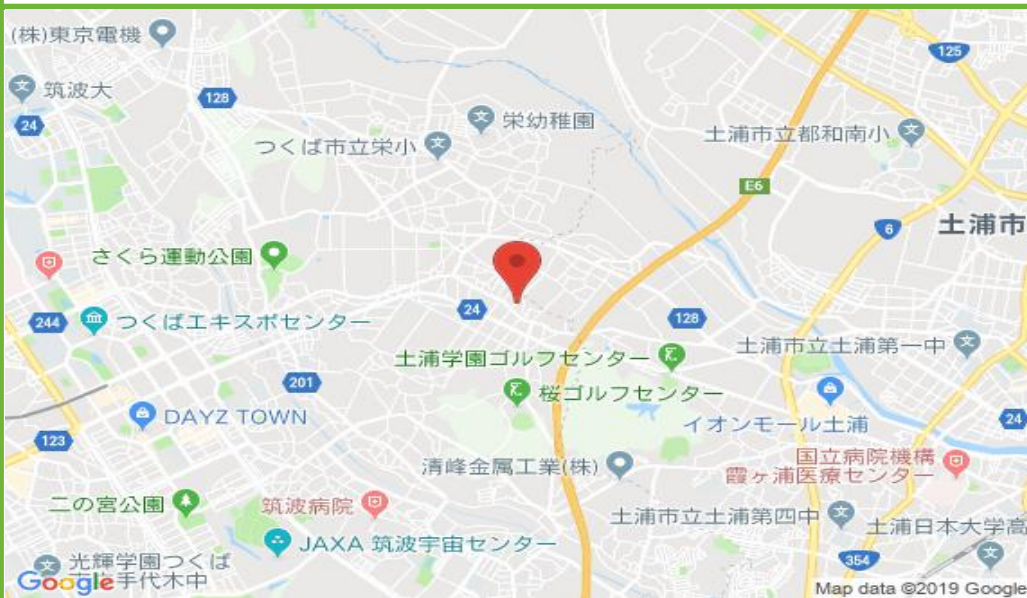 (株)東京電機
125
筑波大
128
24
栄幼稚園
つくば市立栄小
土浦市立都和南小
E6
6
土浦市
さくら運動公園
24
128
244
つくばエキスポセンター
土浦市立土浦第一中
土浦学園ゴルフセンター
201
桜ゴルフセンター
DAYZ TOWN
イオンモール土浦
24
123
清峰金属工業(株)
国立病院機構
霞ヶ浦医療センター
二の宮公園
筑波病院
土浦市立土浦第四中
土浦日本大学高
JAXA 筑波宇宙センター
354
光輝学園つくば
手代木中
Google
Map data ©2019 Google